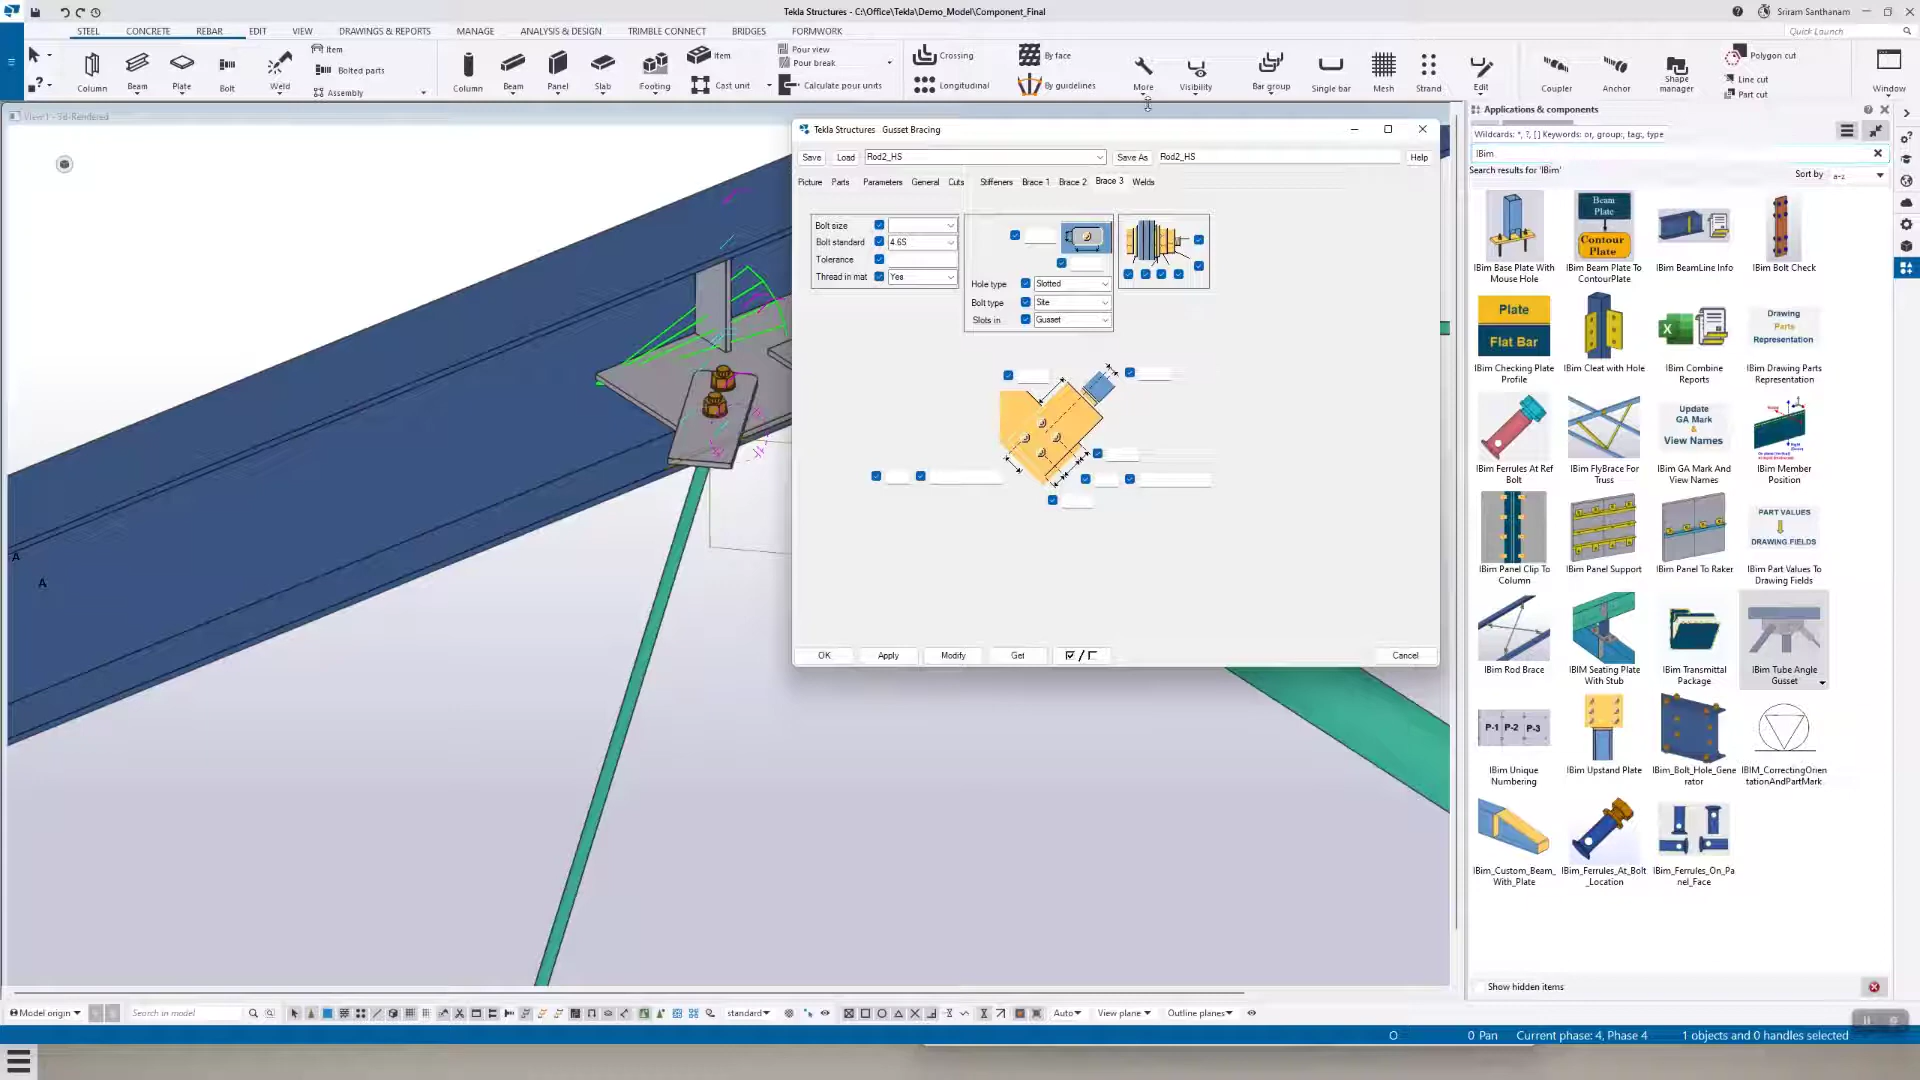 Tekla Structures - C:\Office\Tekla\Demo_Model\Component_Final
Sriram Santhanam
STEEL CONCRETE REBAR EDIT VIEW DRAWINGS & REPORTS MANAGE ANALYSIS & DESIGN TRIMBLE CONNECT BRIDGES FORMWORK
Quick Launch
Column Beam Plate Bolt Weld
Item
Bolted parts
Assembly
Column Beam Panel Slab Footing
Item
Cast unit
Pour view
Pour break
Calculate pour units
Crossing
Longitudinal
By face
By guidelines
More Visibility Bar group Single bar Mesh Strand Edit Coupler Anchor
Shape
manager
Polygon cut
Line cut
Part cut
Window
View 1 - 3d-Rendered
A
A
Tekla Structures Gusset Bracing
Save Load Rod2_HS Save As Rod2_HS Help
Picture Parts Parameters General Cuts Stiffeners Brace 1 Brace 2 Brace 3 Welds
Bolt size
Bolt standard 4.6S
Tolerance
Thread in mat Yes
Hole type Slotted
Bolt type Site
Slots in Gusset
OK Apply Modify Get / Cancel
Applications & components
Wildcards: *, ?, [ ] Keywords: or, group:, tag:, type
IBim
Search results for 'IBim'
Sort by a-z
IBim Base Plate With
Mouse Hole
Beam
Plate
Contour
Plate
IBim Beam Plate To
ContourPlate
IBim BeamLine Info
IBim Bolt Check
Plate
Flat Bar
IBim Checking Plate
Profile
IBim Cleat with Hole
IBim Combine
Reports
Drawing
Parts
Representation
IBim Drawing Parts
Representation
IBim Ferrules At Ref
Bolt
IBim FlyBrace For
Truss
Update
GA Mark
&
View Names
IBim GA Mark And
View Names
IBim Member
Position
IBim Panel Clip To
Column
IBim Panel Support
IBim Panel To Raker
PART VALUES
DRAWING FIELDS
IBim Part Values To
Drawing Fields
IBim Rod Brace
IBIM Seating Plate
With Stub
IBim Transmittal
Package
IBim Tube Angle
Gusset
P-1 P-2 P-3
IBim Unique
Numbering
IBim Upstand Plate
IBim_Bolt_Hole_Gene
rator
IBIM_CorrectingOrien
tationAndPartMark
IBim_Custom_Beam_
With_Plate
IBim_Ferrules_At_Bolt
_Location
IBim_Ferrules_On_Pa
nel_Face
Show hidden items
Model origin Search in model standard Auto View plane Outline planes
O 0 Pan Current phase: 4, Phase 4 1 objects and 0 handles selected